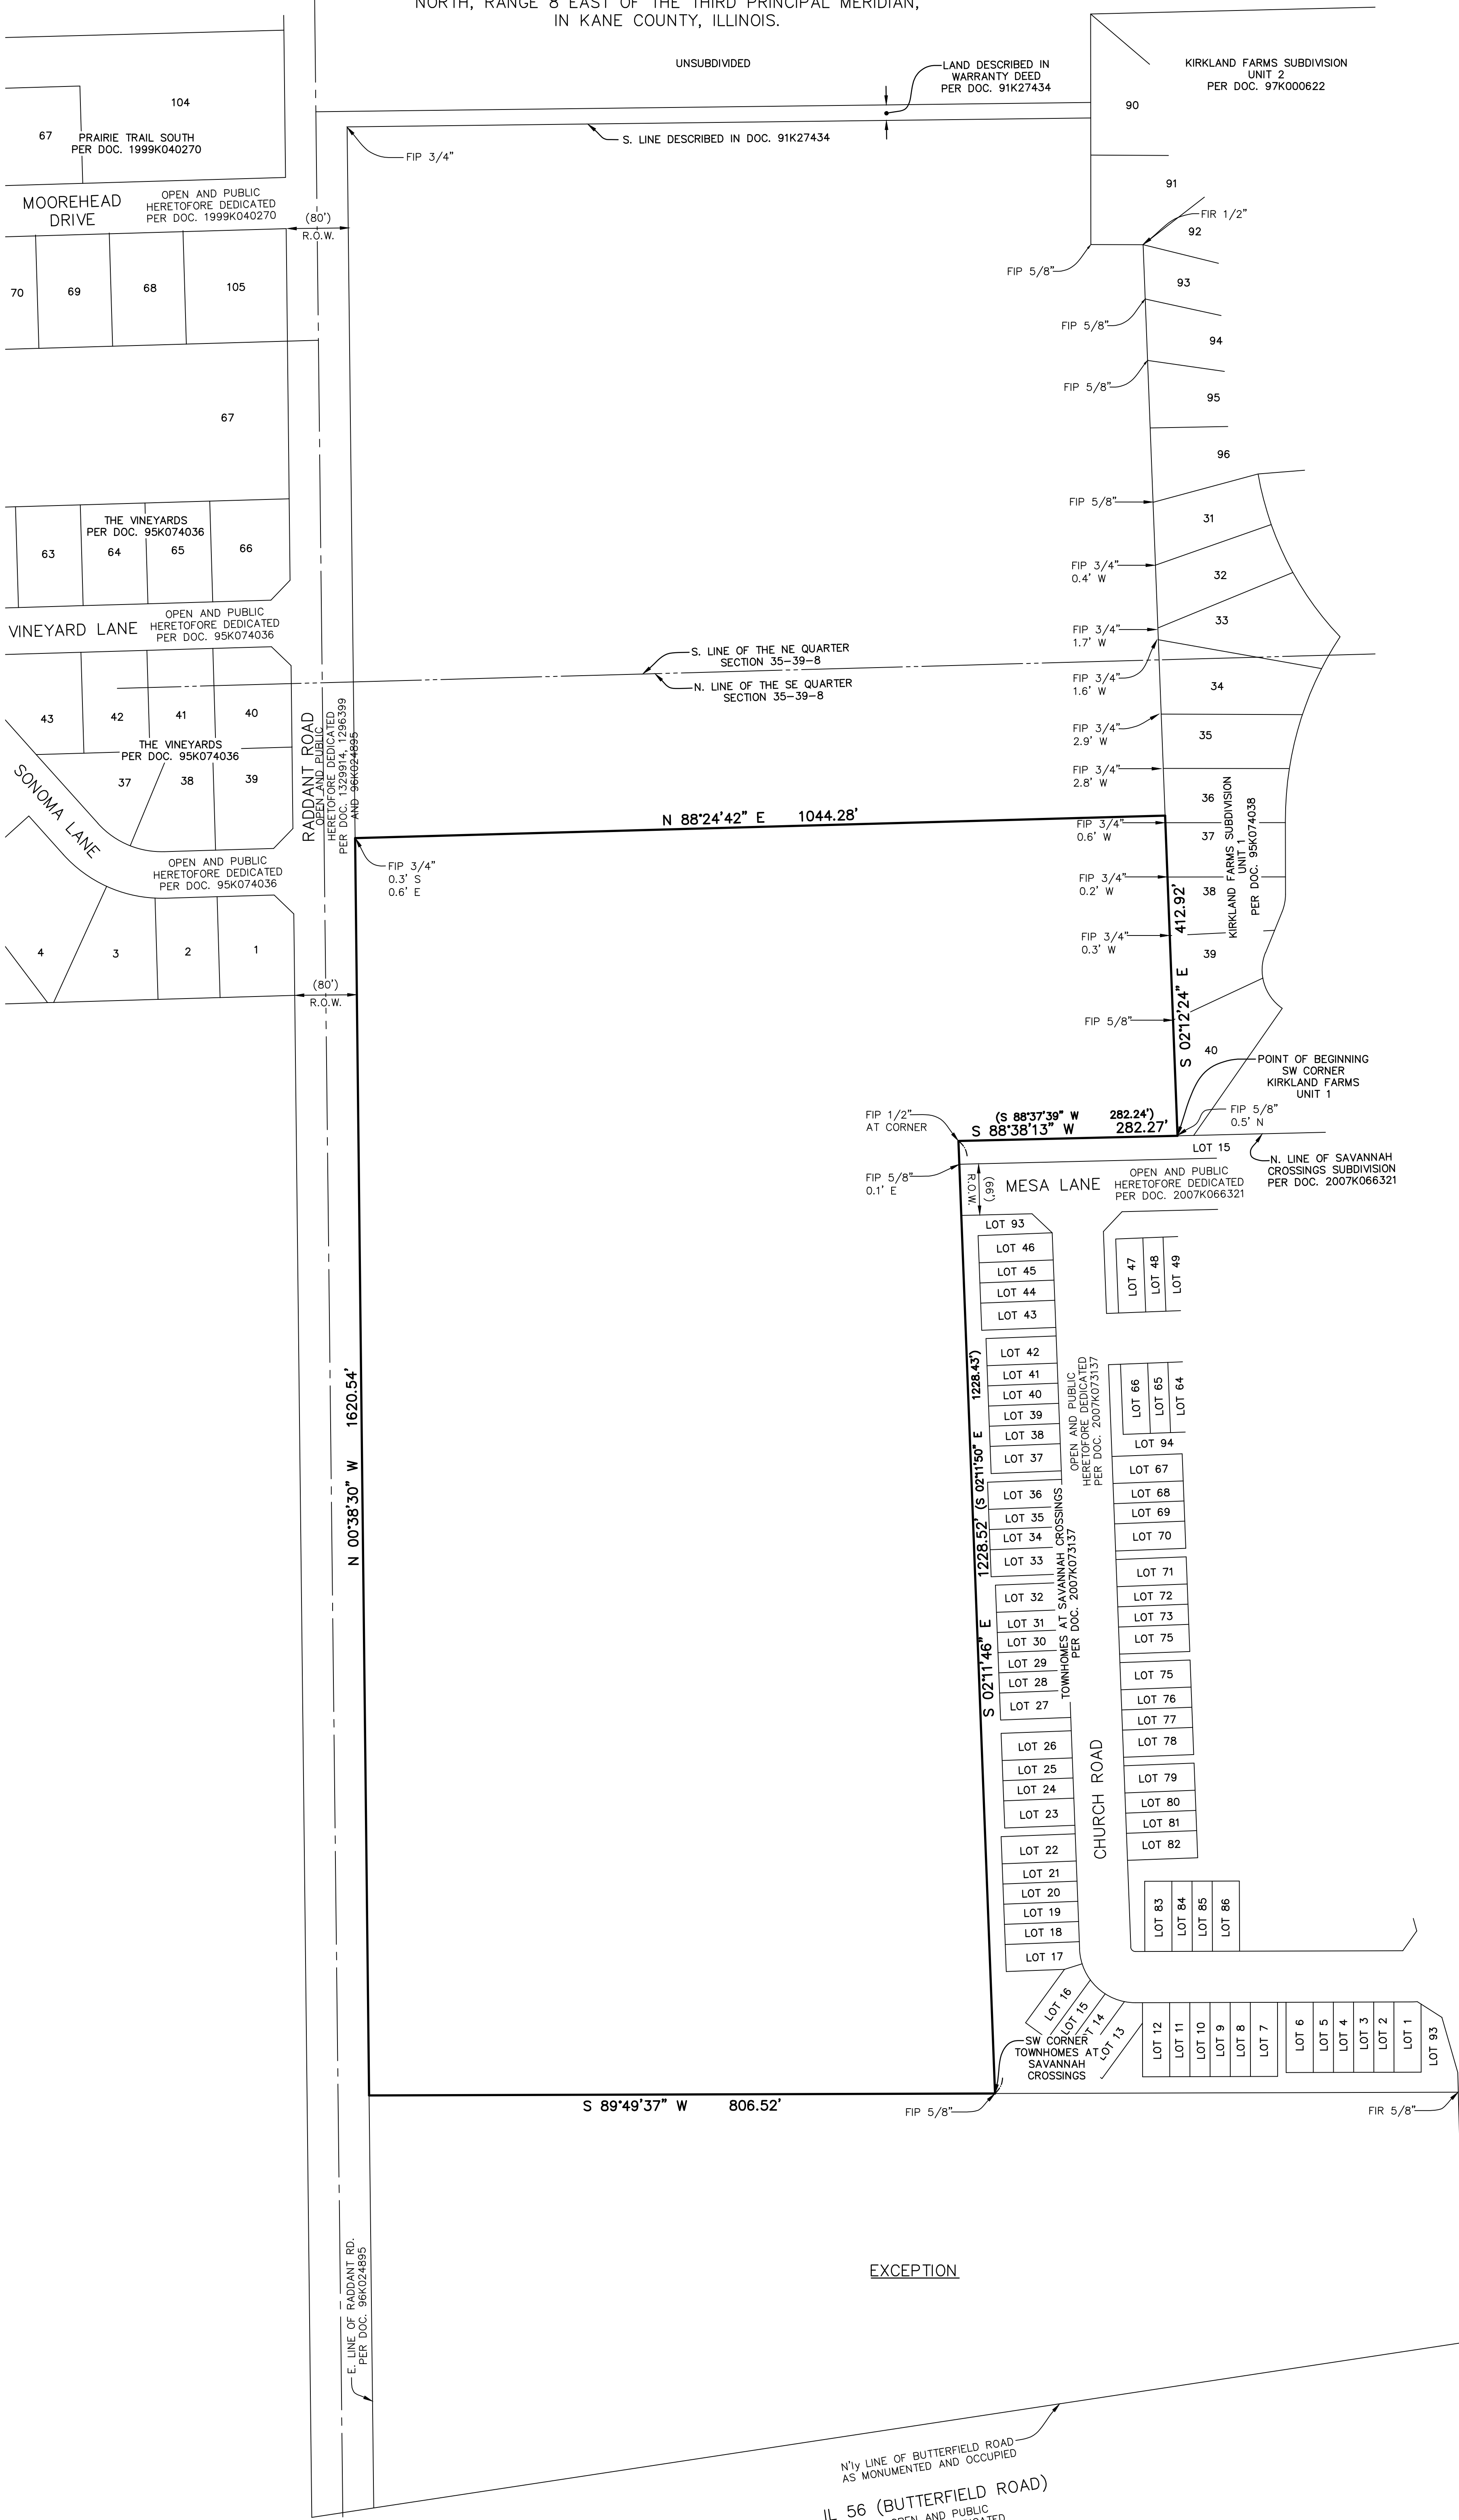 NORTH, RANGE 8 EAST OF THE THIRD PRINCIPAL MERIDIAN,
IN KANE COUNTY, ILLINOIS.
UNSUBDIVIDED
LAND DESCRIBED IN
WARRANTY DEED
PER DOC. 91K27434
KIRKLAND FARMS SUBDIVISION
UNIT 2
PER DOC. 97K000622
90
104
67
PRAIRIE TRAIL SOUTH
PER DOC. 1999K040270
S. LINE DESCRIBED IN DOC. 91K27434
FIP 3/4"
MOOREHEAD
DRIVE
OPEN AND PUBLIC
HERETOFORE DEDICATED
PER DOC. 1999K040270
(80')
R.O.W.
91
FIR 1/2"
92
FIP 5/8"
93
70
69
68
105
FIP 5/8"
94
FIP 5/8"
95
67
96
FIP 5/8"
31
THE VINEYARDS
PER DOC. 95K074036
63
64
65
66
FIP 3/4"
0.4' W
32
33
VINEYARD LANE
OPEN AND PUBLIC
HERETOFORE DEDICATED
PER DOC. 95K074036
FIP 3/4"
1.7' W
S. LINE OF THE NE QUARTER
SECTION 35-39-8
N. LINE OF THE SE QUARTER
SECTION 35-39-8
FIP 3/4"
1.6' W
34
43
42
41
40
FIP 3/4"
2.9' W
35
THE VINEYARDS
PER DOC. 95K074036
37
38
39
SONOMA LANE
RADDANT ROAD
OPEN AND PUBLIC
HERETOFORE DEDICATED
PER DOC. 1329914, 1296399
AND 96K024895
FIP 3/4"
2.8' W
36
N 88°24'42" E 1044.28'
FIP 3/4"
0.6' W
37
KIRKLAND FARMS SUBDIVISION
UNIT 1
PER DOC. 95K074038
OPEN AND PUBLIC
HERETOFORE DEDICATED
PER DOC. 95K074036
FIP 3/4"
0.3' S
0.6' E
FIP 3/4"
0.2' W
38
S 02°12'24" E 412.92'
FIP 3/4"
0.3' W
39
4
3
2
1
(80')
R.O.W.
FIP 5/8"
40
POINT OF BEGINNING
SW CORNER
KIRKLAND FARMS
UNIT 1
FIP 1/2"
AT CORNER
(S 88°37'39" W 282.24')
S 88°38'13" W 282.27'
FIP 5/8"
0.5' N
LOT 15
N. LINE OF SAVANNAH
CROSSINGS SUBDIVISION
PER DOC. 2007K066321
FIP 5/8"
0.1' E
(66')
R.O.W.
MESA LANE
OPEN AND PUBLIC
HERETOFORE DEDICATED
PER DOC. 2007K066321
LOT 93
LOT 46
LOT 45
LOT 44
LOT 43
LOT 47
LOT 48
LOT 49
LOT 42
LOT 41
LOT 40
LOT 39
LOT 38
LOT 37
LOT 36
LOT 35
LOT 34
LOT 33
LOT 32
LOT 31
LOT 30
LOT 29
LOT 28
LOT 27
LOT 26
LOT 25
LOT 24
LOT 23
LOT 22
LOT 21
LOT 20
LOT 19
LOT 18
LOT 17
N 00°38'30" W 1620.54'
S 02°11'46" E 1228.52' (S 02°11'50" E 1228.43')
TOWNHOMES AT SAVANNAH CROSSINGS
PER DOC. 2007K073137
OPEN AND PUBLIC
HERETOFORE DEDICATED
PER DOC. 2007K073137
CHURCH ROAD
LOT 66
LOT 65
LOT 64
LOT 94
LOT 67
LOT 68
LOT 69
LOT 70
LOT 71
LOT 72
LOT 73
LOT 75
LOT 75
LOT 76
LOT 77
LOT 78
LOT 79
LOT 80
LOT 81
LOT 82
LOT 83
LOT 84
LOT 85
LOT 86
LOT 16
LOT 15
14
LOT 13
LOT 12
LOT 11
LOT 10
LOT 9
LOT 8
LOT 7
LOT 6
LOT 5
LOT 4
LOT 3
LOT 2
LOT 1
LOT 93
SW CORNER
TOWNHOMES AT
SAVANNAH
CROSSINGS
S 89°49'37" W 806.52'
FIP 5/8"
FIR 5/8"
E. LINE OF RADDANT RD.
PER DOC. 96K024895
EXCEPTION
N'ly LINE OF BUTTERFIELD ROAD
AS MONUMENTED AND OCCUPIED
IL 56 (BUTTERFIELD ROAD)
OPEN AND PUBLIC